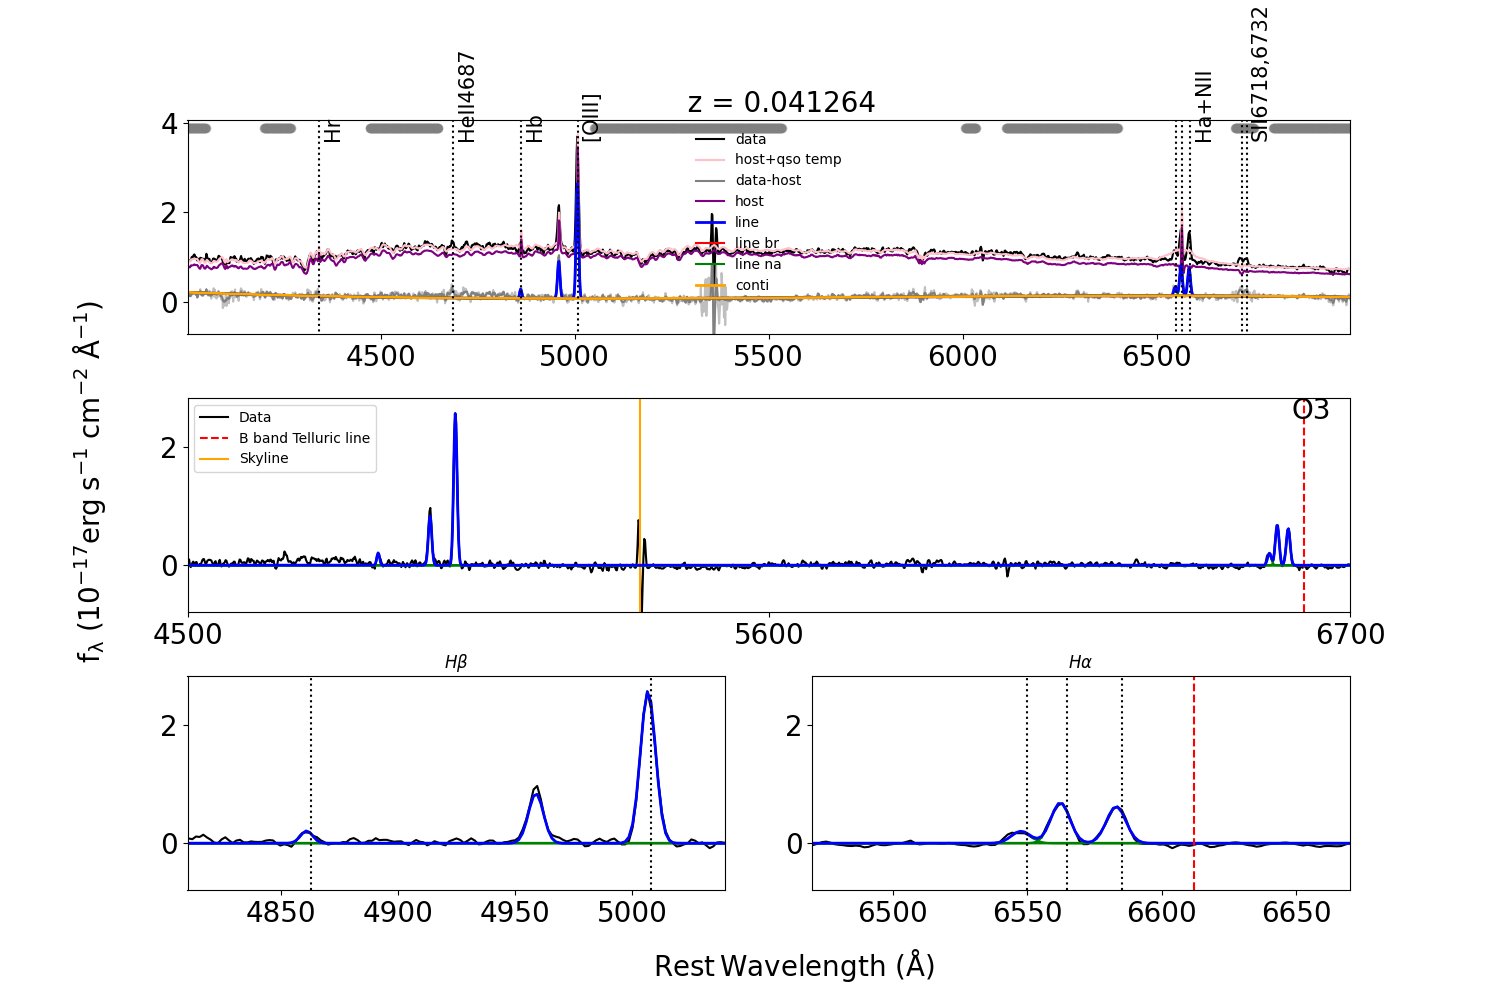 z = 0.041264
Hr
HeII4687
Hb
[OIII]
Ha+NII
SII6718,6732
4
2
0
data
host+qso temp
data-host
host
line
line br
line na
conti
4500
5000
5500
6000
6500
fλ (10⁻¹⁷erg s⁻¹ cm⁻² Å⁻¹)
2
0
Data
B band Telluric line
Skyline
O3
4500
5600
6700
Hβ
2
0
4850
4900
4950
5000
Hα
2
0
6500
6550
6600
6650
Rest Wavelength (Å)